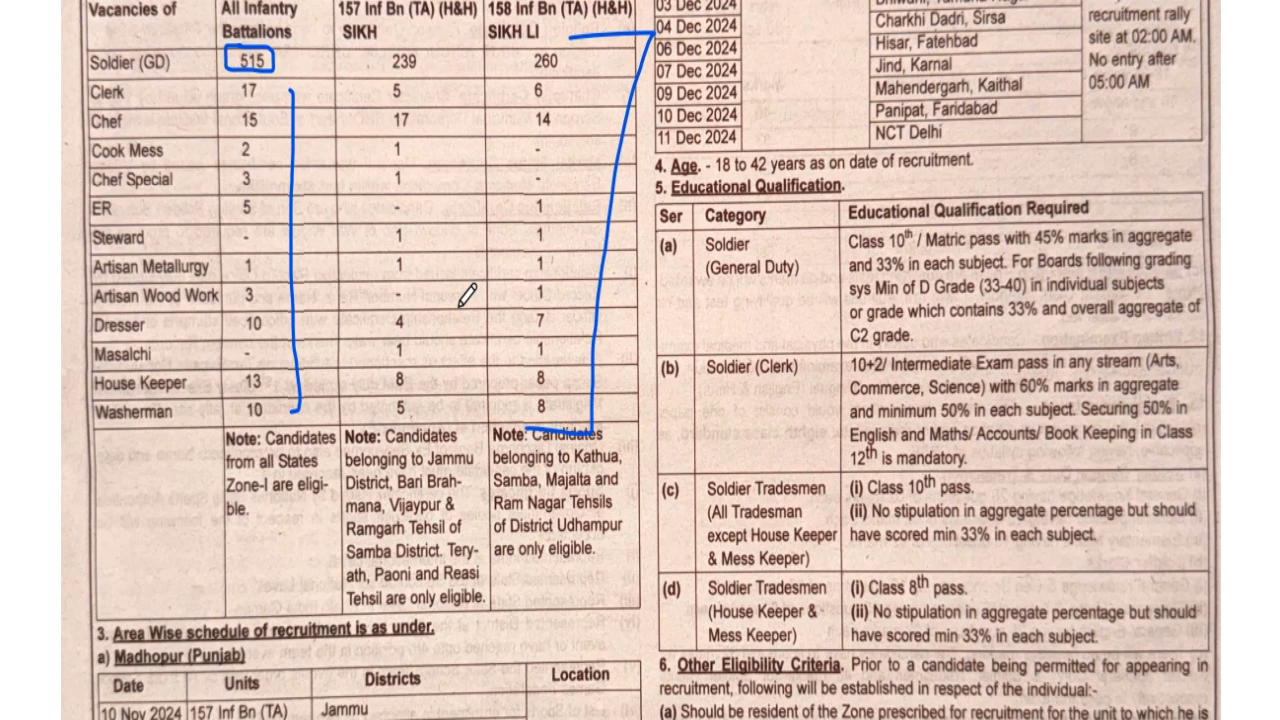 Vacancies of All Infantry Battalions 157 Inf Bn (TA) (H&H) SIKH 158 Inf Bn (TA) (H&H) SIKH LI
Soldier (GD) 515 239 260
Clerk 17 5 6
Chef 15 17 14
Cook Mess 2 1 -
Chef Special 3 1 -
ER 5 1 1
Steward - 1 1
Artisan Metallurgy 1 1 1
Artisan Wood Work 3 1
Dresser 10 4 7
Masalchi - 1 1
House Keeper 13 8 8
Washerman 10 5 8
Note: Candidates
from all States
Zone-I are eligi-
ble.
Note: Candidates
belonging to Jammu
District, Bari Brah-
mana, Vijaypur &
Ramgarh Tehsil of
Samba District. Tery-
ath, Paoni and Reasi
Tehsil are only eligible.
Note: Candidates
belonging to Kathua,
Samba, Majalta and
Ram Nagar Tehsils
of District Udhampur
are only eligible.
3. Area Wise schedule of recruitment is as under.
a) Madhopur (Punjab)
Date Units Districts Location
10 Nov 2024 157 Inf Bn (TA) Jammu
03 Dec 2024
04 Dec 2024 Charkhi Dadri, Sirsa
06 Dec 2024 Hisar, Fatehbad
07 Dec 2024 Jind, Karnal
09 Dec 2024 Mahendergarh, Kaithal
10 Dec 2024 Panipat, Faridabad
11 Dec 2024 NCT Delhi
recruitment rally
site at 02:00 AM.
No entry after
05:00 AM
4. Age. - 18 to 42 years as on date of recruitment.
5. Educational Qualification.
Ser Category Educational Qualification Required
(a) Soldier
(General Duty)
Class 10th / Matric pass with 45% marks in aggregate
and 33% in each subject. For Boards following grading
sys Min of D Grade (33-40) in individual subjects
or grade which contains 33% and overall aggregate of
C2 grade.
(b) Soldier (Clerk)
10+2/ Intermediate Exam pass in any stream (Arts,
Commerce, Science) with 60% marks in aggregate
and minimum 50% in each subject. Securing 50% in
English and Maths/ Accounts/ Book Keeping in Class
12th is mandatory.
(c) Soldier Tradesmen
(All Tradesman
except House Keeper
& Mess Keeper)
(i) Class 10th pass.
(ii) No stipulation in aggregate percentage but should
have scored min 33% in each subject.
(d) Soldier Tradesmen
(House Keeper &
Mess Keeper)
(i) Class 8th pass.
(ii) No stipulation in aggregate percentage but should
have scored min 33% in each subject.
6. Other Eligibility Criteria. Prior to a candidate being permitted for appearing in
recruitment, following will be established in respect of the individual:-
(a) Should be resident of the Zone prescribed for recruitment for the unit to which he is